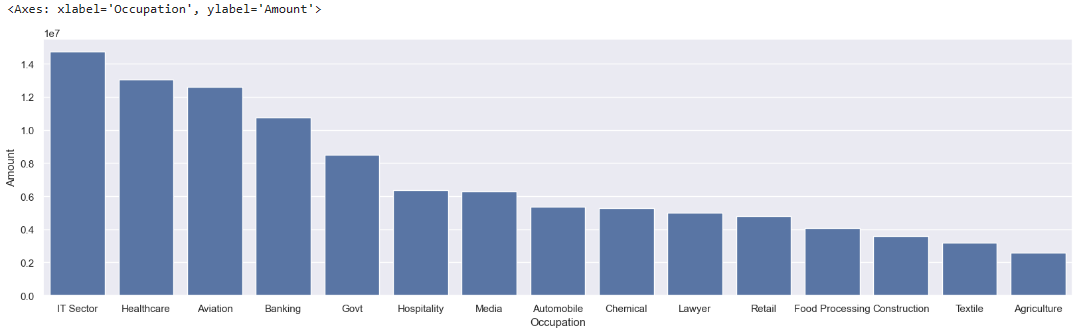 <Axes: xlabel='Occupation', ylabel='Amount'>
1e7
1.4
1.2
1.0
0.8
0.6
0.4
0.2
0.0
Amount
IT Sector Healthcare Aviation Banking Govt Hospitality Media Automobile Chemical Lawyer Retail Food Processing Construction Textile Agriculture
Occupation